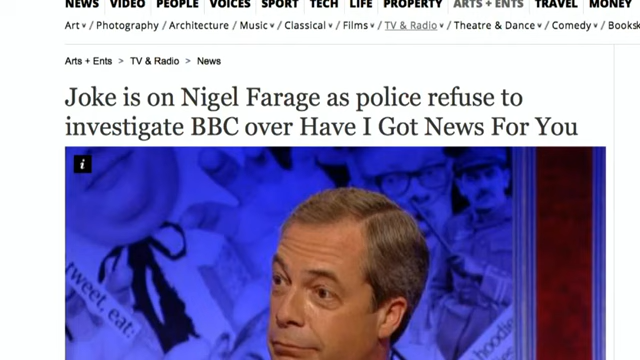 NEWS VIDEO PEOPLE VOICES SPORT TECH LIFE PROPERTY ARTS + ENTS TRAVEL MONEY
Art / Photography / Architecture / Music / Classical / Films / TV & Radio / Theatre & Dance / Comedy / Books
Arts + Ents > TV & Radio > News
Joke is on Nigel Farage as police refuse to
investigate BBC over Have I Got News For You
i
tweet, eat:
hoodie